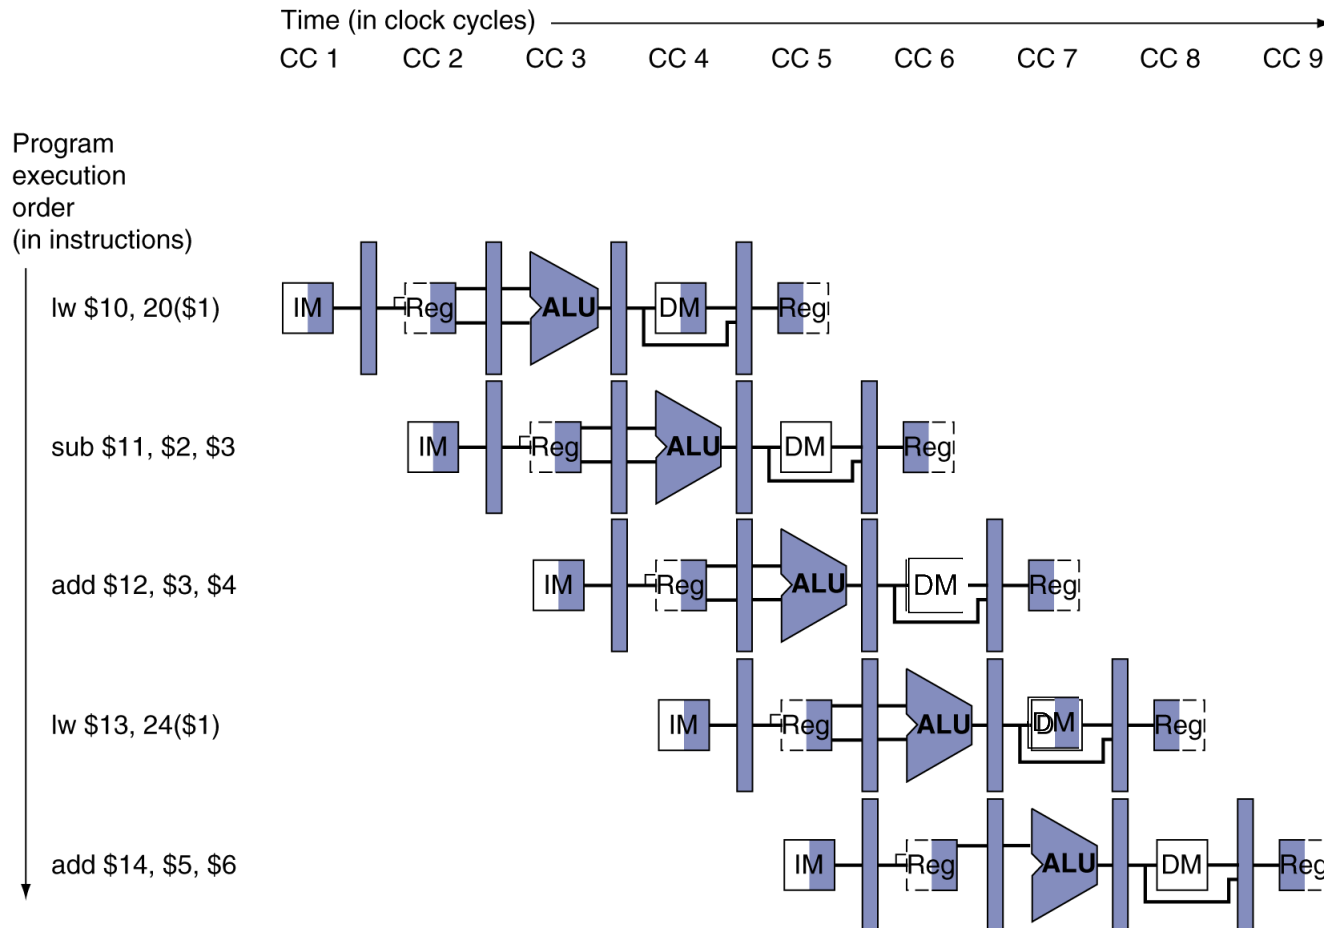 Time (in clock cycles)
CC 1 CC 2 CC 3 CC 4 CC 5 CC 6 CC 7 CC 8 CC 9
Program
execution
order
(in instructions)
lw $10, 20($1) IM Reg ALU DM Reg
sub $11, $2, $3 IM Reg ALU DM Reg
add $12, $3, $4 IM Reg ALU DM Reg
lw $13, 24($1) IM Reg ALU DM Reg
add $14, $5, $6 IM Reg ALU DM Reg